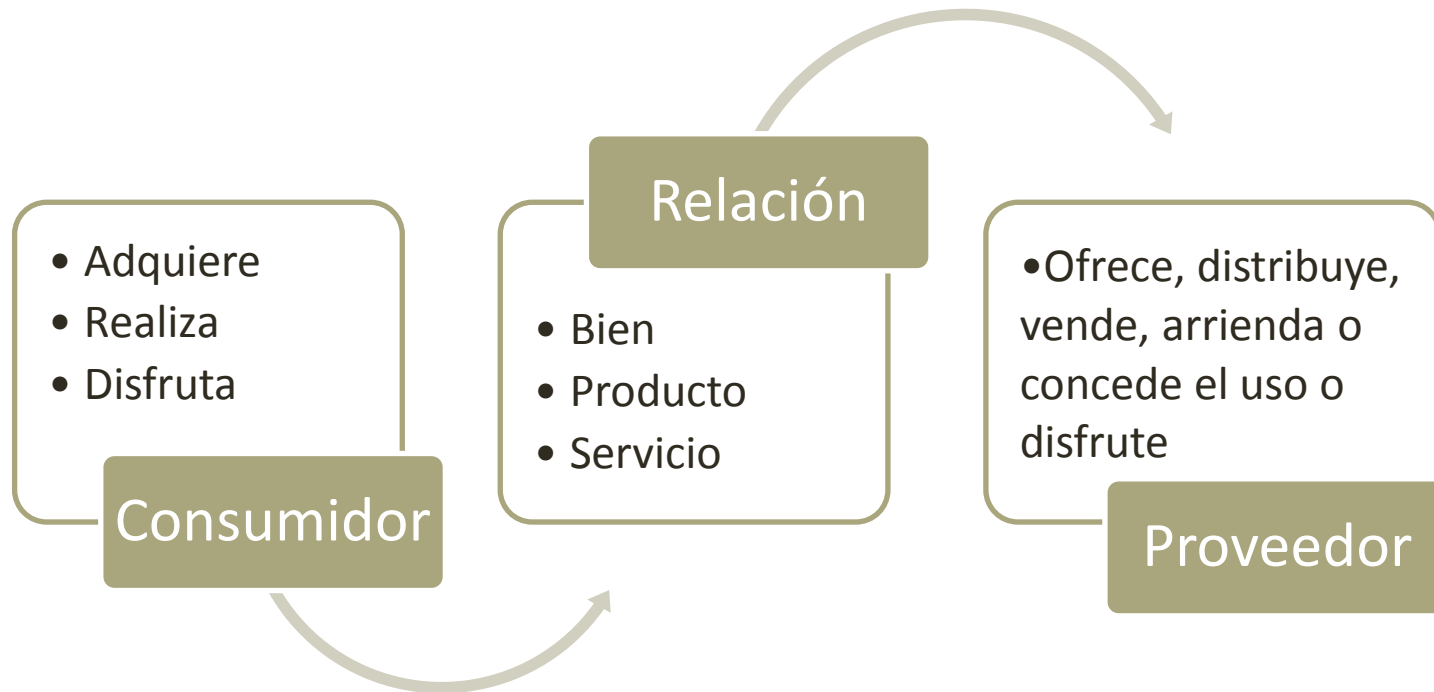 • Adquiere
• Realiza
• Disfruta
Consumidor
Relación
• Bien
• Producto
• Servicio
•Ofrece, distribuye,
vende, arrienda o
concede el uso o
disfrute
Proveedor